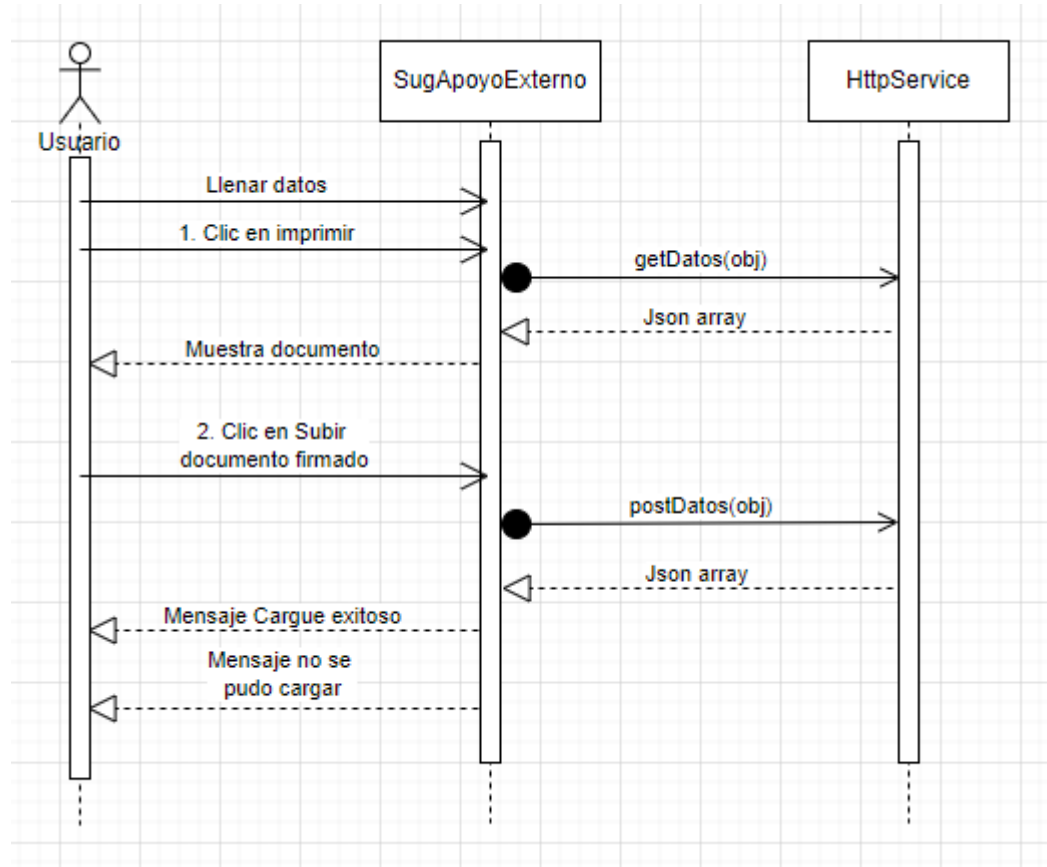 SugApoyoExterno
HttpService
Usuario
Llenar datos
1. Clic en imprimir
getDatos(obj)
Json array
Muestra documento
2. Clic en Subir
documento firmado
postDatos(obj)
Json array
Mensaje Cargue exitoso
Mensaje no se
pudo cargar